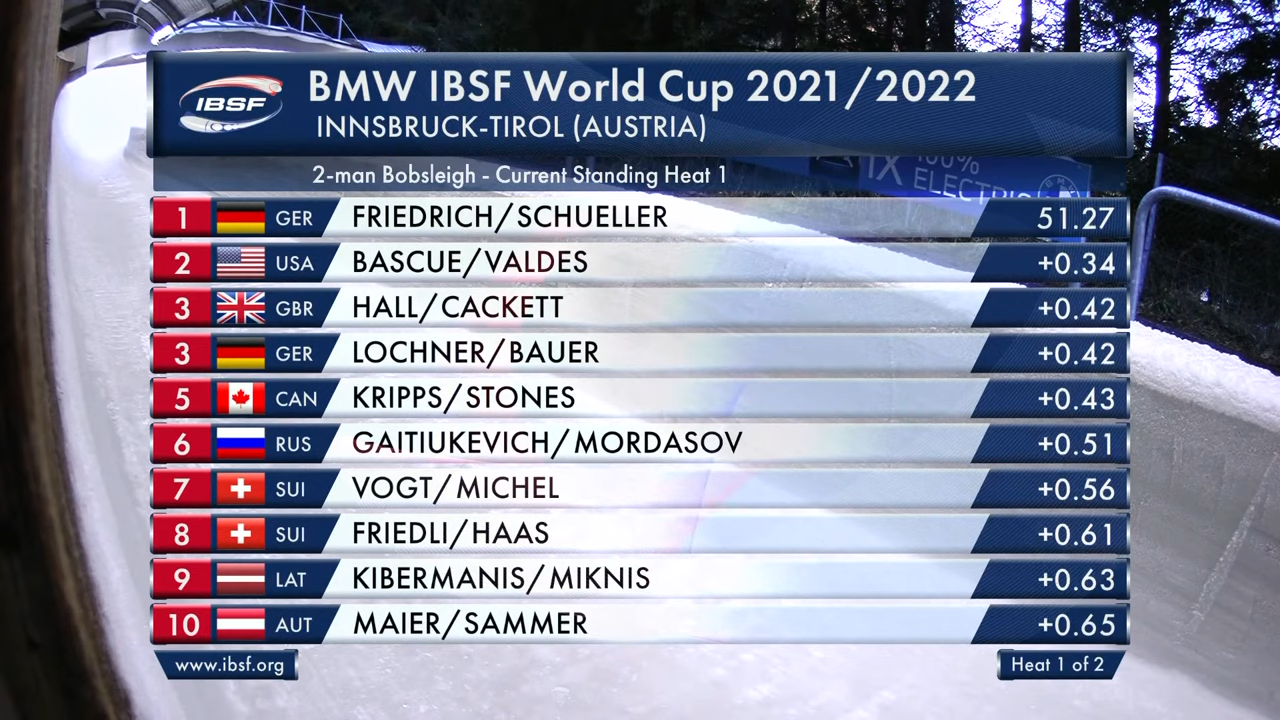 IBSF
BMW IBSF World Cup 2021/2022
INNSBRUCK-TIROL (AUSTRIA)
2-man Bobsleigh - Current Standing Heat 1
100%
ELECTRIC
1 GER FRIEDRICH/SCHUELLER 51.27
2 USA BASCUE/VALDES +0.34
3 GBR HALL/CACKETT +0.42
3 GER LOCHNER/BAUER +0.42
5 CAN KRIPPS/STONES +0.43
6 RUS GAITIUKEVICH/MORDASOV +0.51
7 SUI VOGT/MICHEL +0.56
8 SUI FRIEDLI/HAAS +0.61
9 LAT KIBERMANIS/MIKNIS +0.63
10 AUT MAIER/SAMMER +0.65
www.ibsf.org
Heat 1 of 2